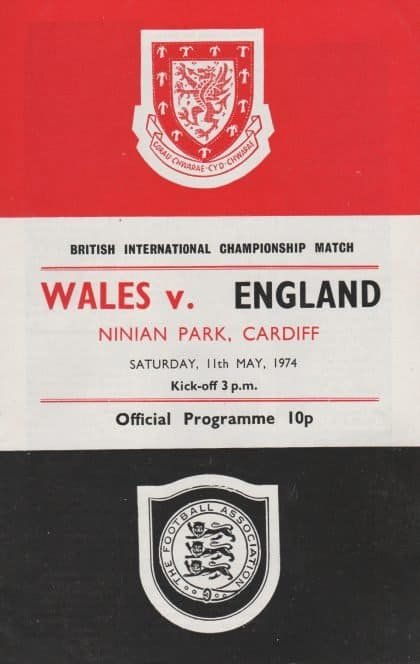 GORAU CHWARAE·CYD·CHWARAE
BRITISH INTERNATIONAL CHAMPIONSHIP MATCH
WALES v. ENGLAND
NINIAN PARK, CARDIFF
SATURDAY, 11th MAY, 1974
Kick-off 3 p.m.
Official Programme 10p
THE FOOTBALL ASSOCIATION